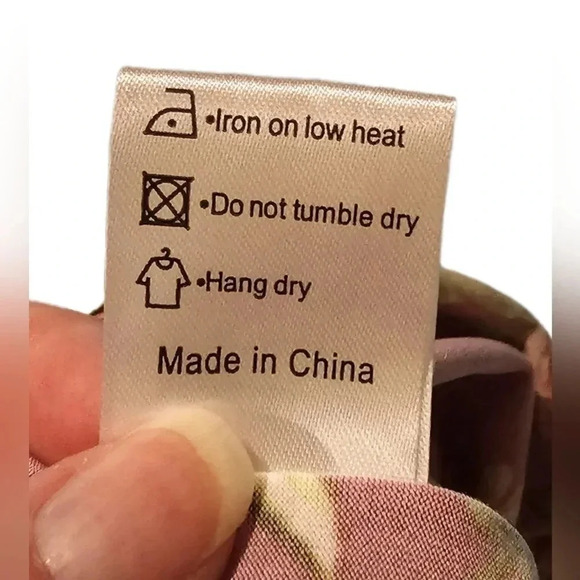 •Iron on low heat
•Do not tumble dry
•Hang dry
Made in China